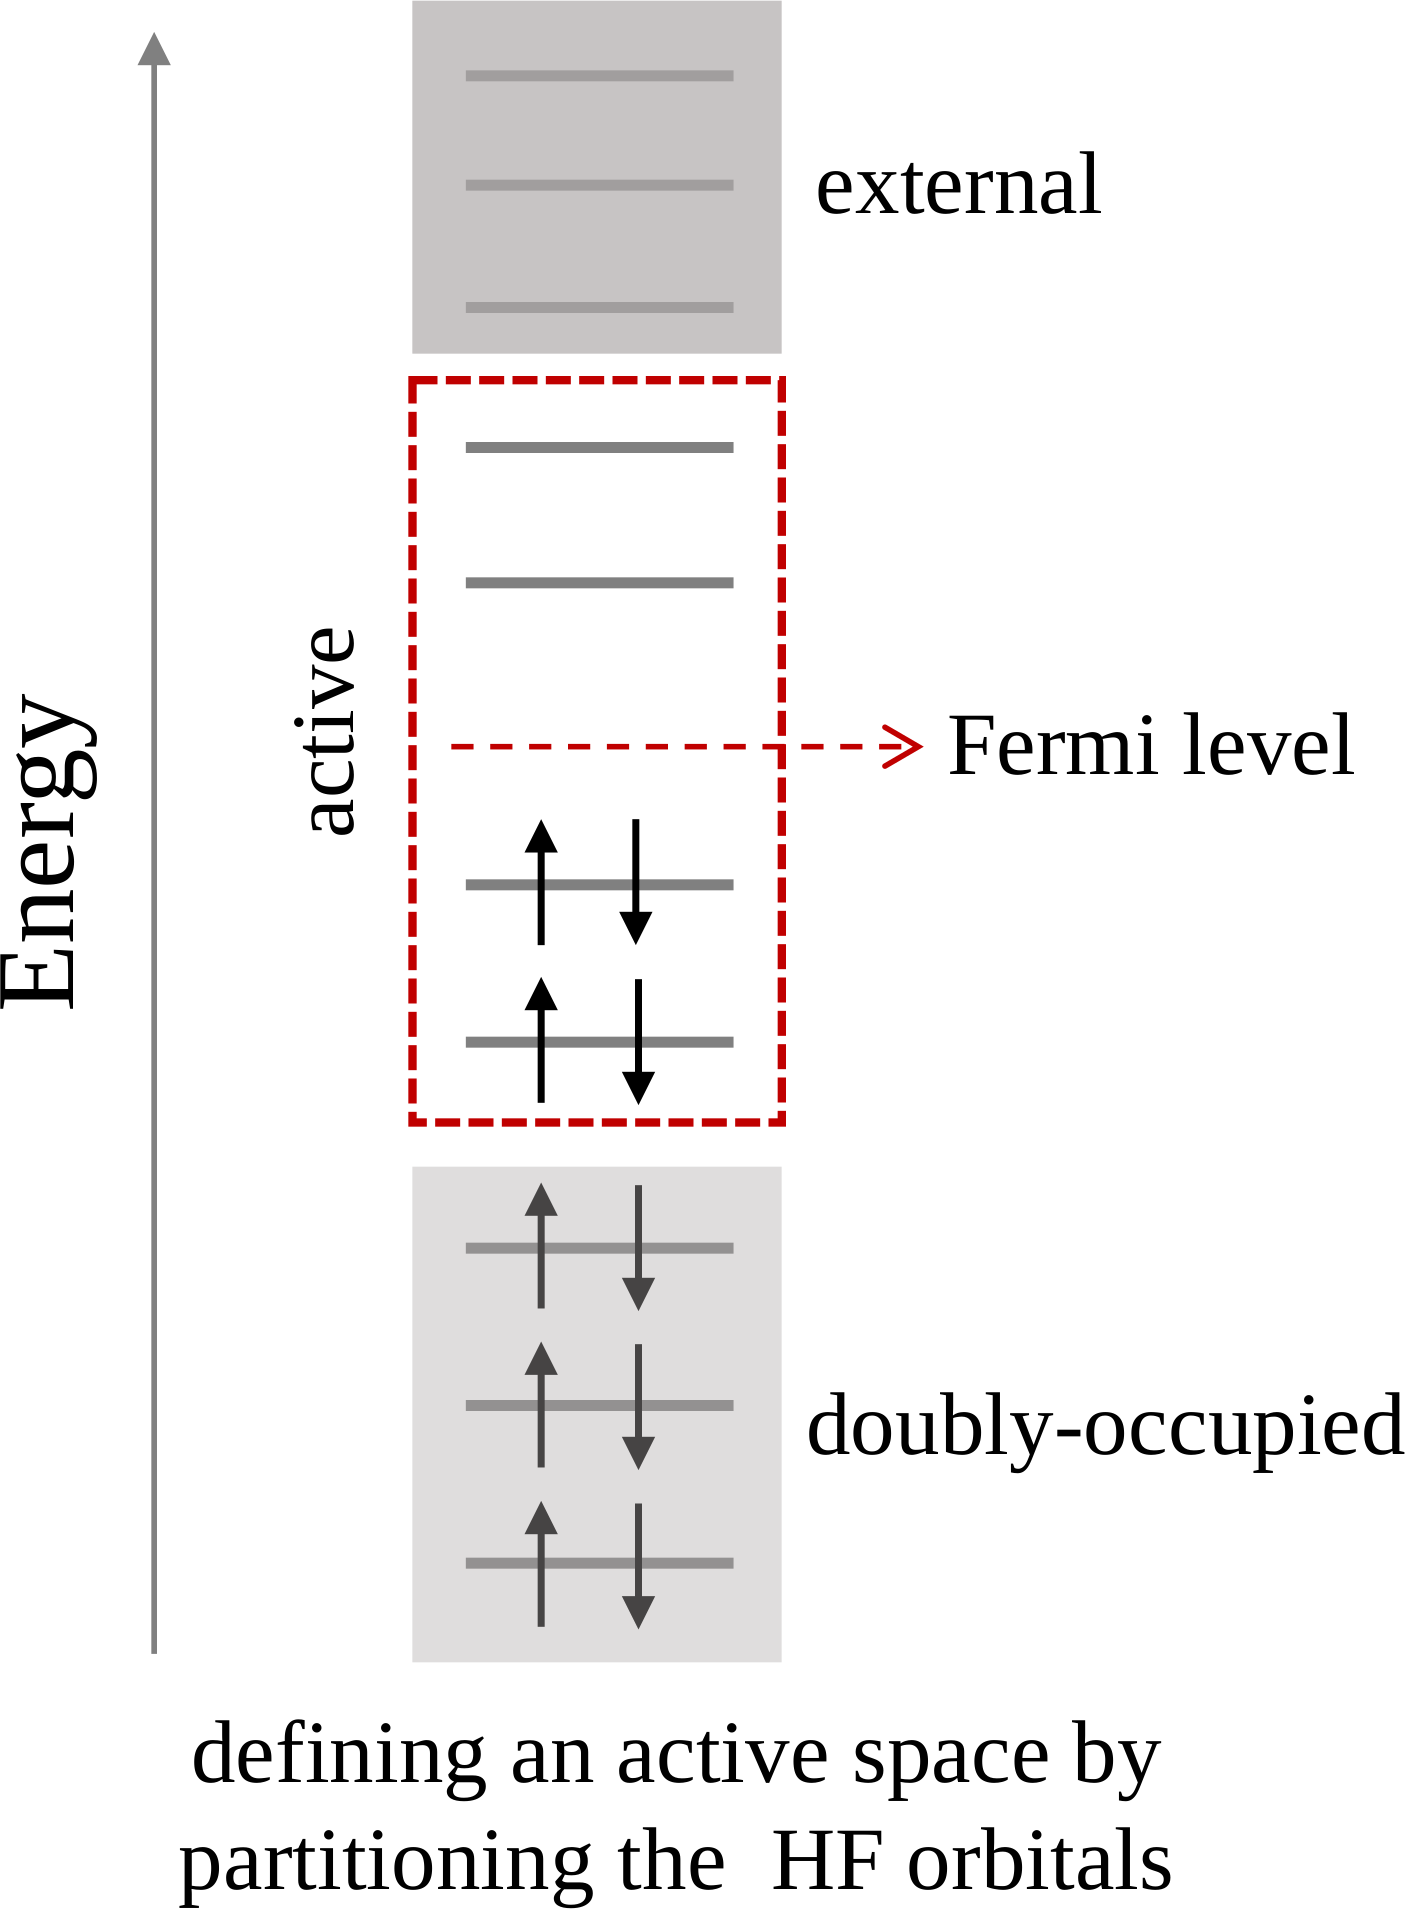 external
active
Energy
Fermi level
doubly-occupied
defining an active space by
partitioning the HF orbitals